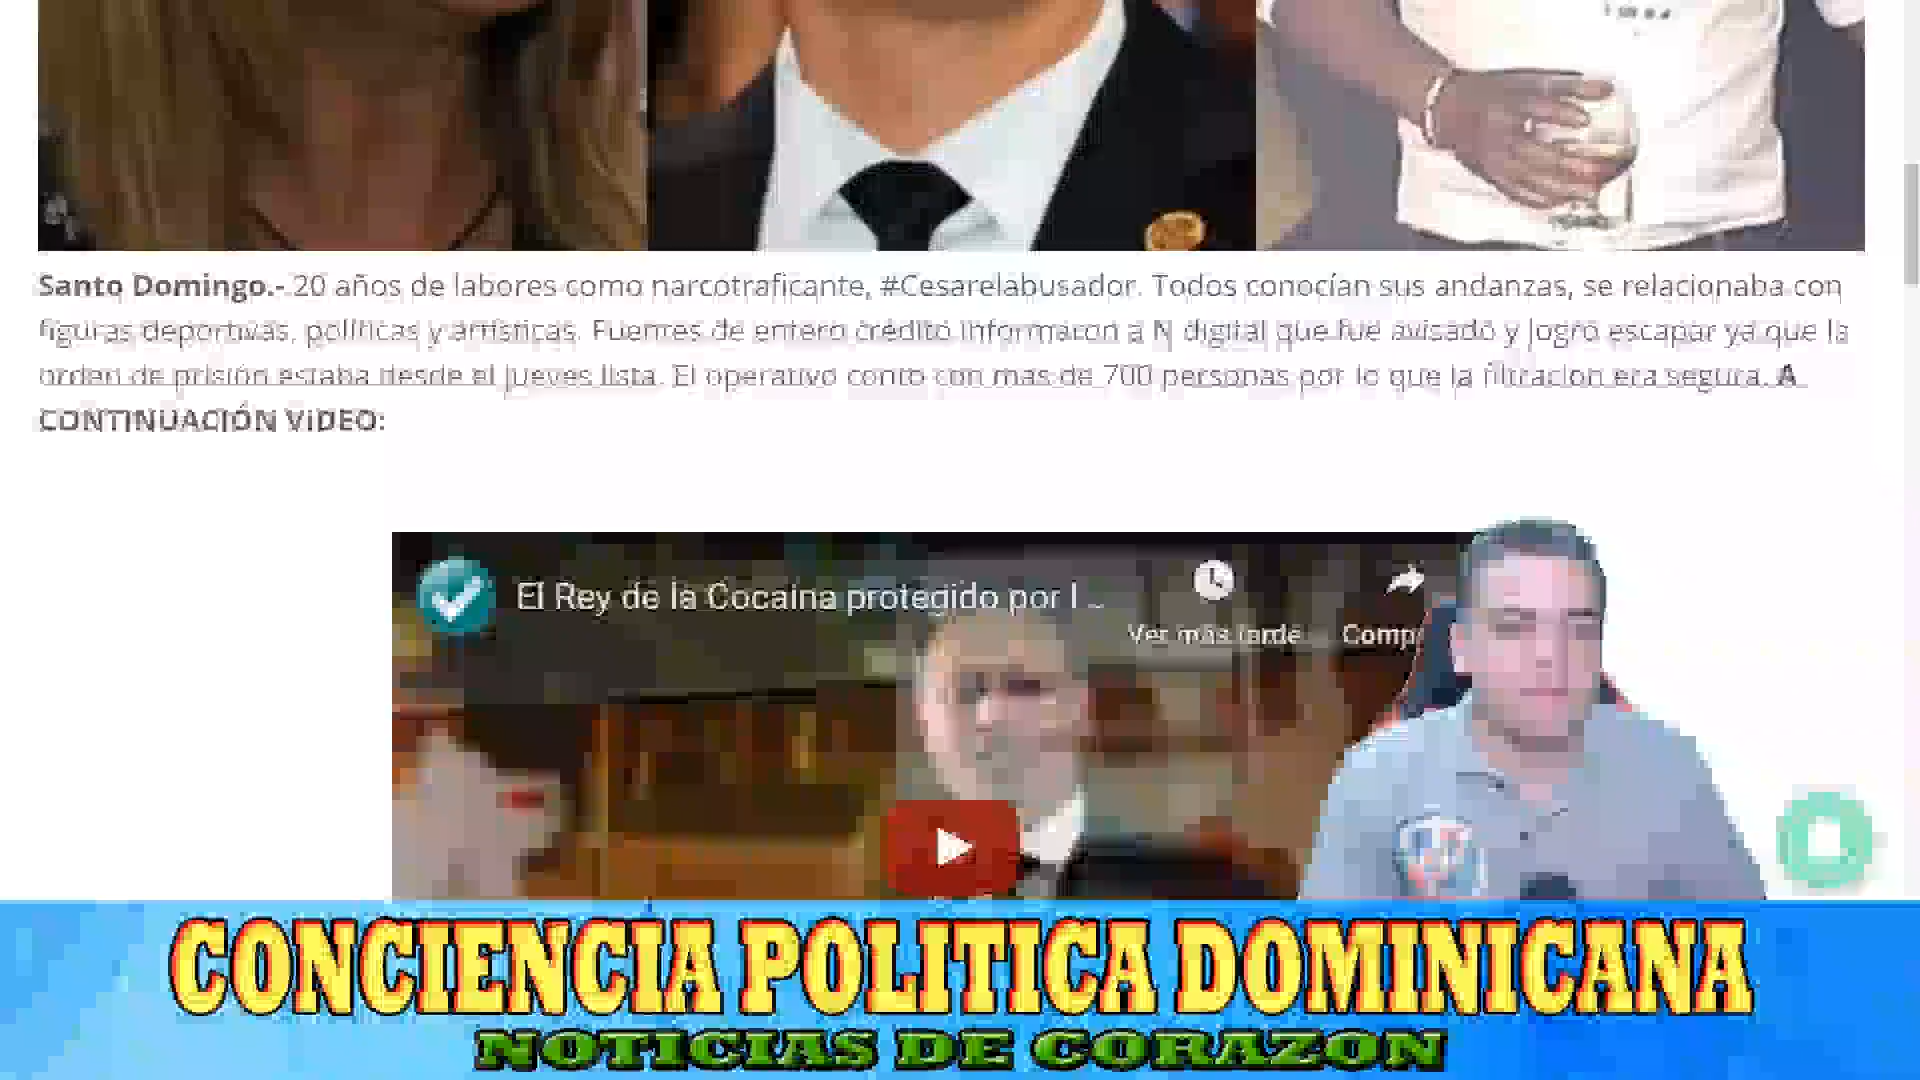 Santo Domingo.- 20 años de labores como narcotraficante, #Cesarelabusador. Todos conocían sus andanzas, se relacionaba con
figuras deportivas, políticas y artísticas. Fuentes de entero crédito informaron a N digital que fue avisado y logro escapar ya que la
orden de prisión estaba desde el jueves lista. El operativo conto con mas de 700 personas por lo que la filtracion era segura. A
CONTINUACIÓN VIDEO:
El Rey de la Cocaína protegido por l ...
Ver más tarde
Comp
CONCIENCIA POLITICA DOMINICANA
NOTICIAS DE CORAZON